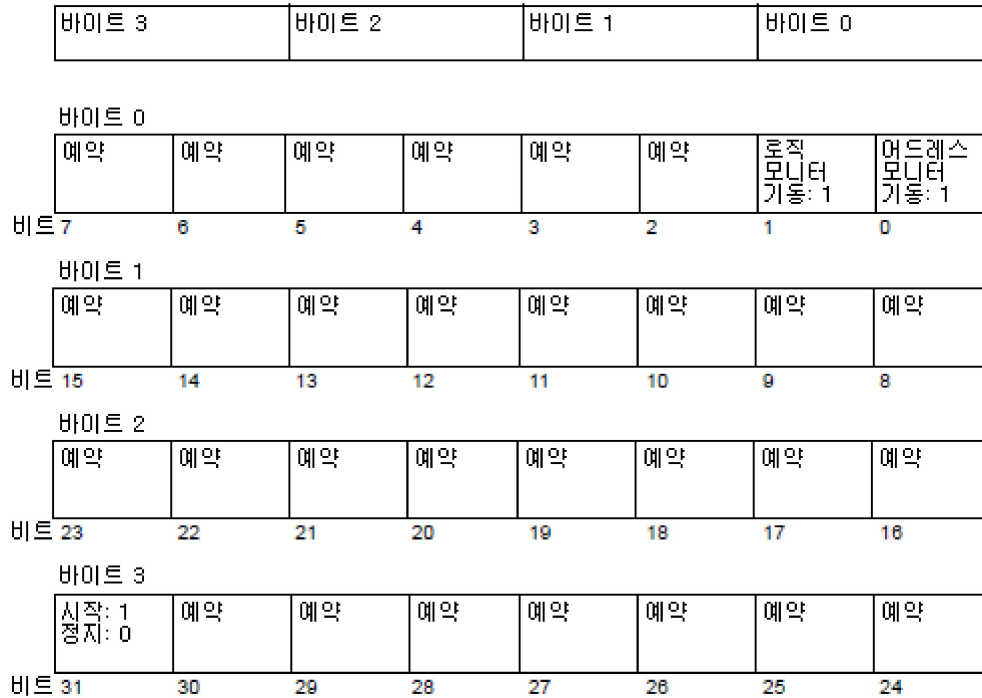 바이트 3 바이트 2 바이트 1 바이트 0
바이트 0
예약 예약 예약 예약 예약 예약 로직 어드레스
모니터 모니터
기동: 1 기동: 1
비트 7 6 5 4 3 2 1 0
바이트 1
예약 예약 예약 예약 예약 예약 예약 예약
비트 15 14 13 12 11 10 9 8
바이트 2
예약 예약 예약 예약 예약 예약 예약 예약
비트 23 22 21 20 19 18 17 16
바이트 3
시작: 1 예약 예약 예약 예약 예약 예약 예약
정지: 0
비트 31 30 29 28 27 26 25 24